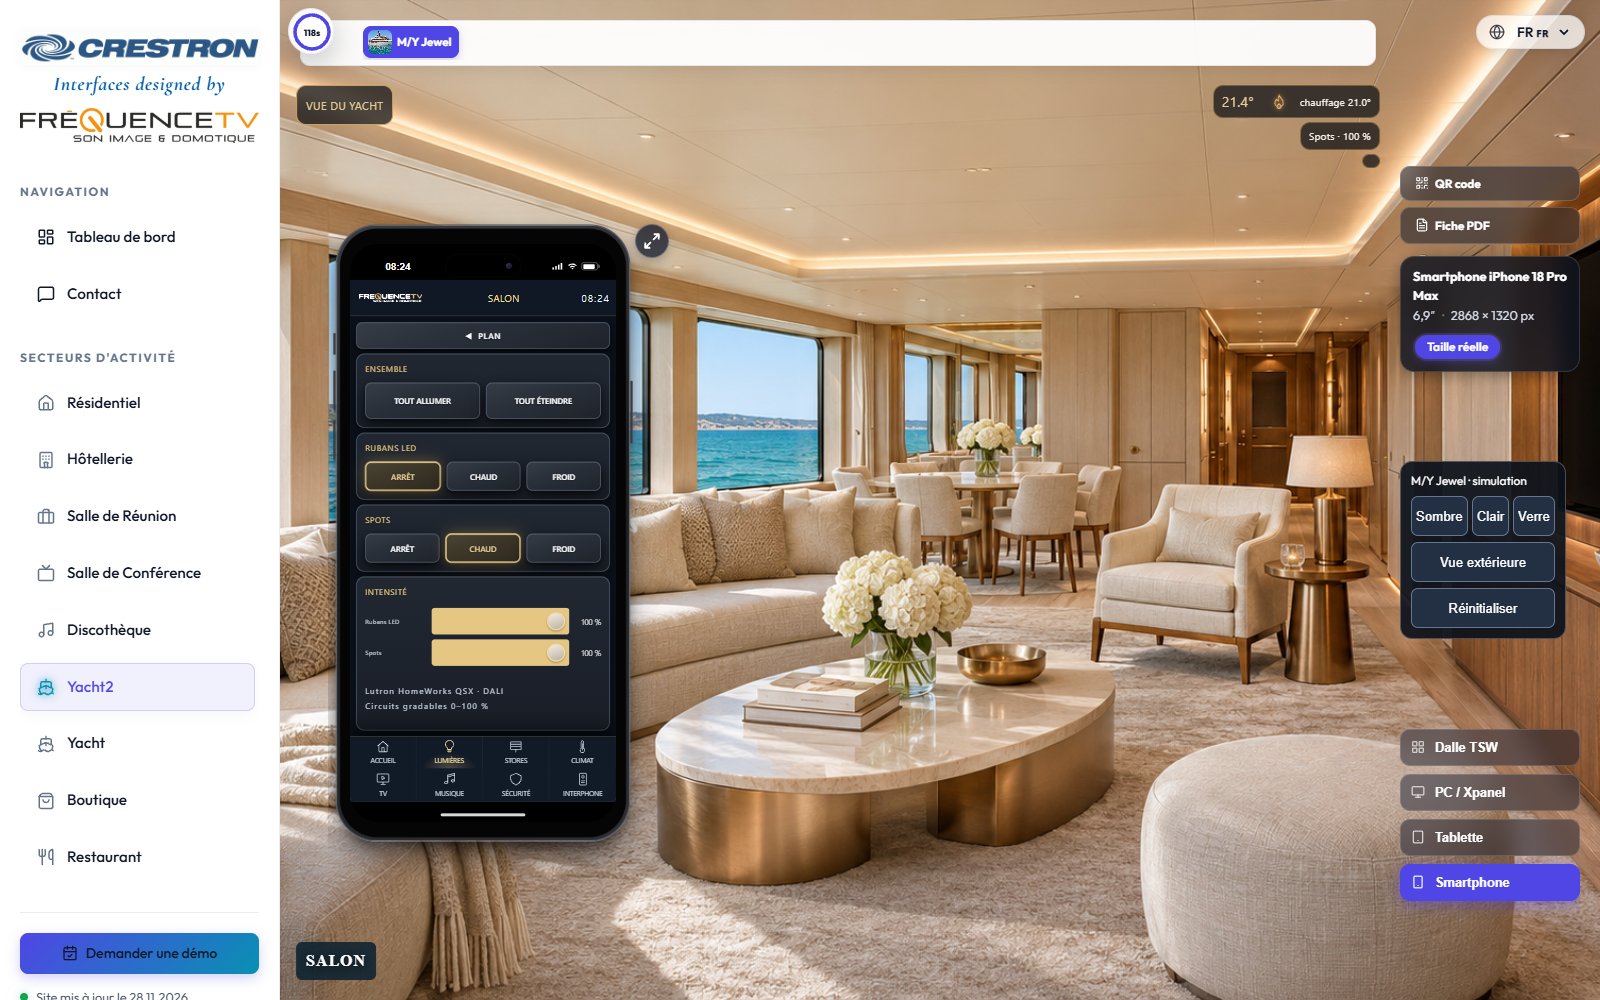 CRESTRON
Interfaces designed by
FRÉQUENCETV
SON IMAGE & DOMOTIQUE
NAVIGATION
Tableau de bord
Contact
SECTEURS D'ACTIVITÉ
Résidentiel
Hôtellerie
Salle de Réunion
Salle de Conférence
Discothèque
Yacht2
Yacht
Boutique
Restaurant
Demander une démo
Site mis à jour le 28.11.2026
118s
M/Y Jewel
FR FR
VUE DU YACHT
21.4° chauffage 21.0°
Spots · 100 %
QR code
Fiche PDF
Smartphone iPhone 18 Pro
Max
6,9" · 2868 × 1320 px
Taille réelle
M/Y Jewel · simulation
Sombre Clair Verre
Vue extérieure
Réinitialiser
Dalle TSW
PC / Xpanel
Tablette
Smartphone
08:24
FREQUENCETV SALON 08:24
◄ PLAN
ENSEMBLE
TOUT ALLUMER TOUT ÉTEINDRE
RUBANS LED
ARRÊT CHAUD FROID
SPOTS
ARRÊT CHAUD FROID
INTENSITÉ
Rubans LED 100 %
Spots 100 %
Lutron HomeWorks QSX · DALI
Circuits gradables 0–100 %
ACCUEIL LUMIÈRES STORES CLIMAT
TV MUSIQUE SÉCURITÉ INTERPHONE
SALON